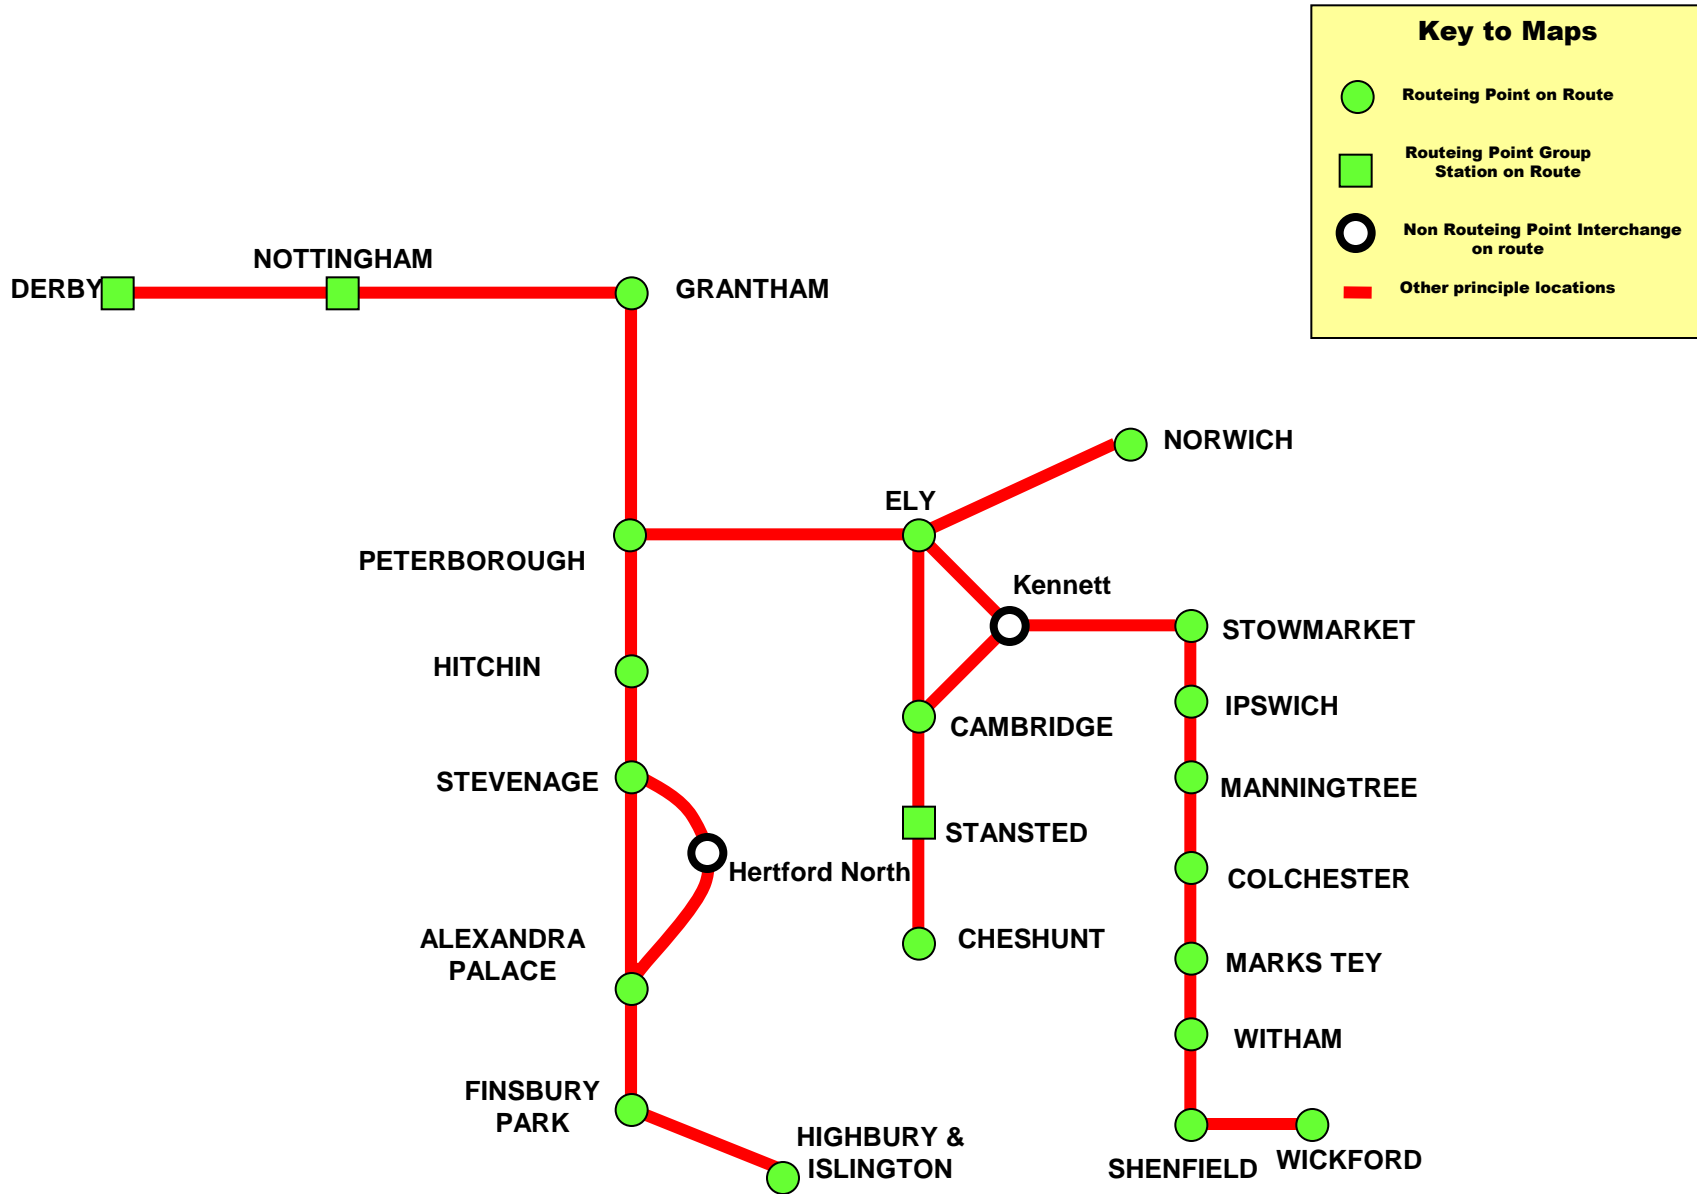 Key to Maps
Routeing Point on Route
Routeing Point Group
Station on Route
Non Routeing Point Interchange
on route
Other principle locations
NOTTINGHAM
DERBY
GRANTHAM
NORWICH
ELY
PETERBOROUGH
Kennett
STOWMARKET
HITCHIN
IPSWICH
CAMBRIDGE
STEVENAGE
MANNINGTREE
STANSTED
Hertford North
COLCHESTER
ALEXANDRA
PALACE
CHESHUNT
MARKS TEY
WITHAM
FINSBURY
PARK
HIGHBURY &
ISLINGTON
SHENFIELD
WICKFORD